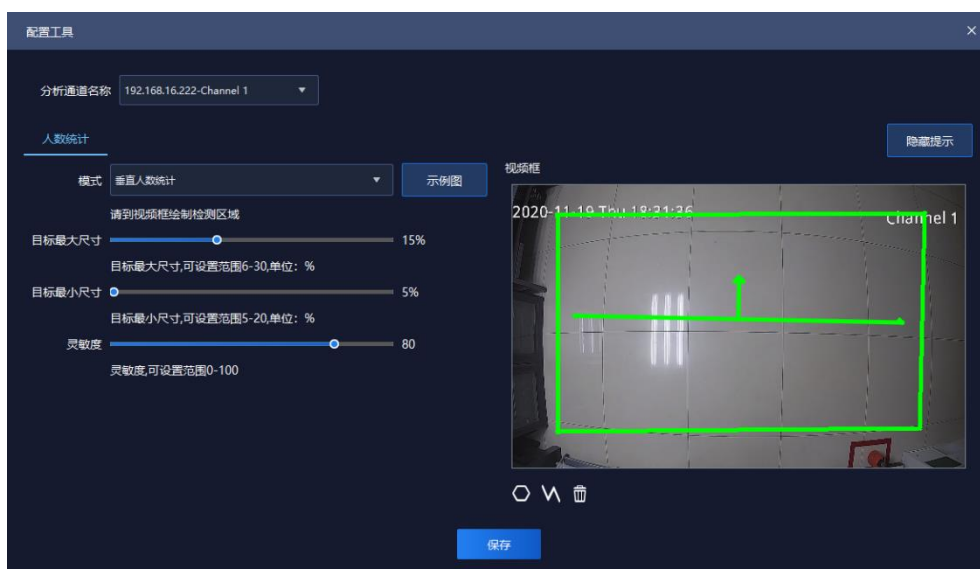 配置工具
分析通道名称 192.168.16.222-Channel 1
人数统计
隐藏提示
模式 垂直人数统计 示例图
请到视频框绘制检测区域
目标最大尺寸 15%
目标最大尺寸,可设置范围6-30,单位：%
目标最小尺寸 5%
目标最小尺寸,可设置范围5-20,单位：%
灵敏度 80
灵敏度,可设置范围0-100
视频框
2020-11-19 Thu 18:31:36
Channel 1
保存